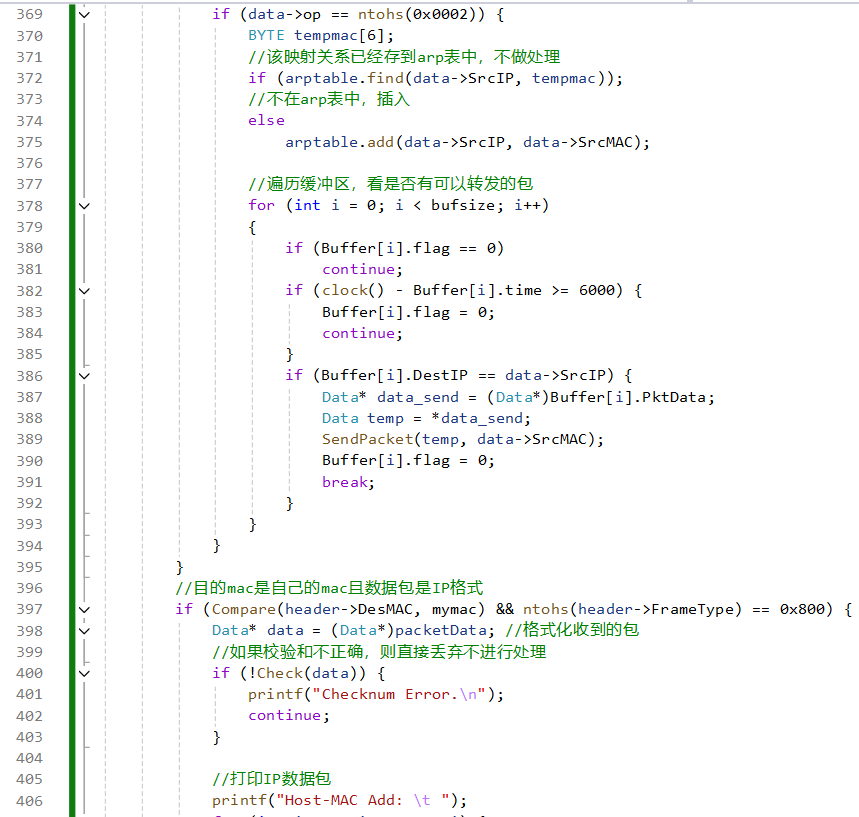 369 if (data->op == ntohs(0x0002)) {
370 BYTE tempmac[6];
371 //该映射关系已经存到arp表中，不做处理
372 if (arptable.find(data->SrcIP, tempmac));
373 //不在arp表中，插入
374 else
375 arptable.add(data->SrcIP, data->SrcMAC);
376
377 //遍历缓冲区，看是否有可以转发的包
378 for (int i = 0; i < bufsize; i++)
379 {
380 if (Buffer[i].flag == 0)
381 continue;
382 if (clock() - Buffer[i].time >= 6000) {
383 Buffer[i].flag = 0;
384 continue;
385 }
386 if (Buffer[i].DestIP == data->SrcIP) {
387 Data* data_send = (Data*)Buffer[i].PktData;
388 Data temp = *data_send;
389 SendPacket(temp, data->SrcMAC);
390 Buffer[i].flag = 0;
391 break;
392 }
393 }
394 }
395 }
396 //目的mac是自己的mac且数据包是IP格式
397 if (Compare(header->DesMAC, mymac) && ntohs(header->FrameType) == 0x800) {
398 Data* data = (Data*)packetData; //格式化收到的包
399 //如果校验和不正确，则直接丢弃不进行处理
400 if (!Check(data)) {
401 printf("Checknum Error.\n");
402 continue;
403 }
404
405 //打印IP数据包
406 printf("Host-MAC Add: \t ");